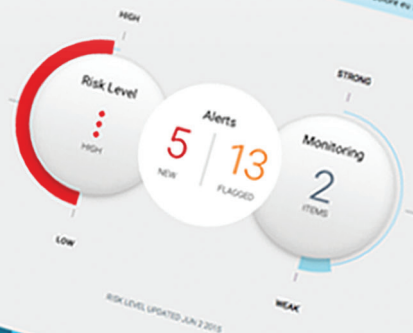 HIGH
STRONG
Risk Level
HIGH
Alerts
5
NEW
13
FLAGGED
Monitoring
2
ITEMS
LOW
WEAK
RISK LEVEL UPDATED JUN 2 2015